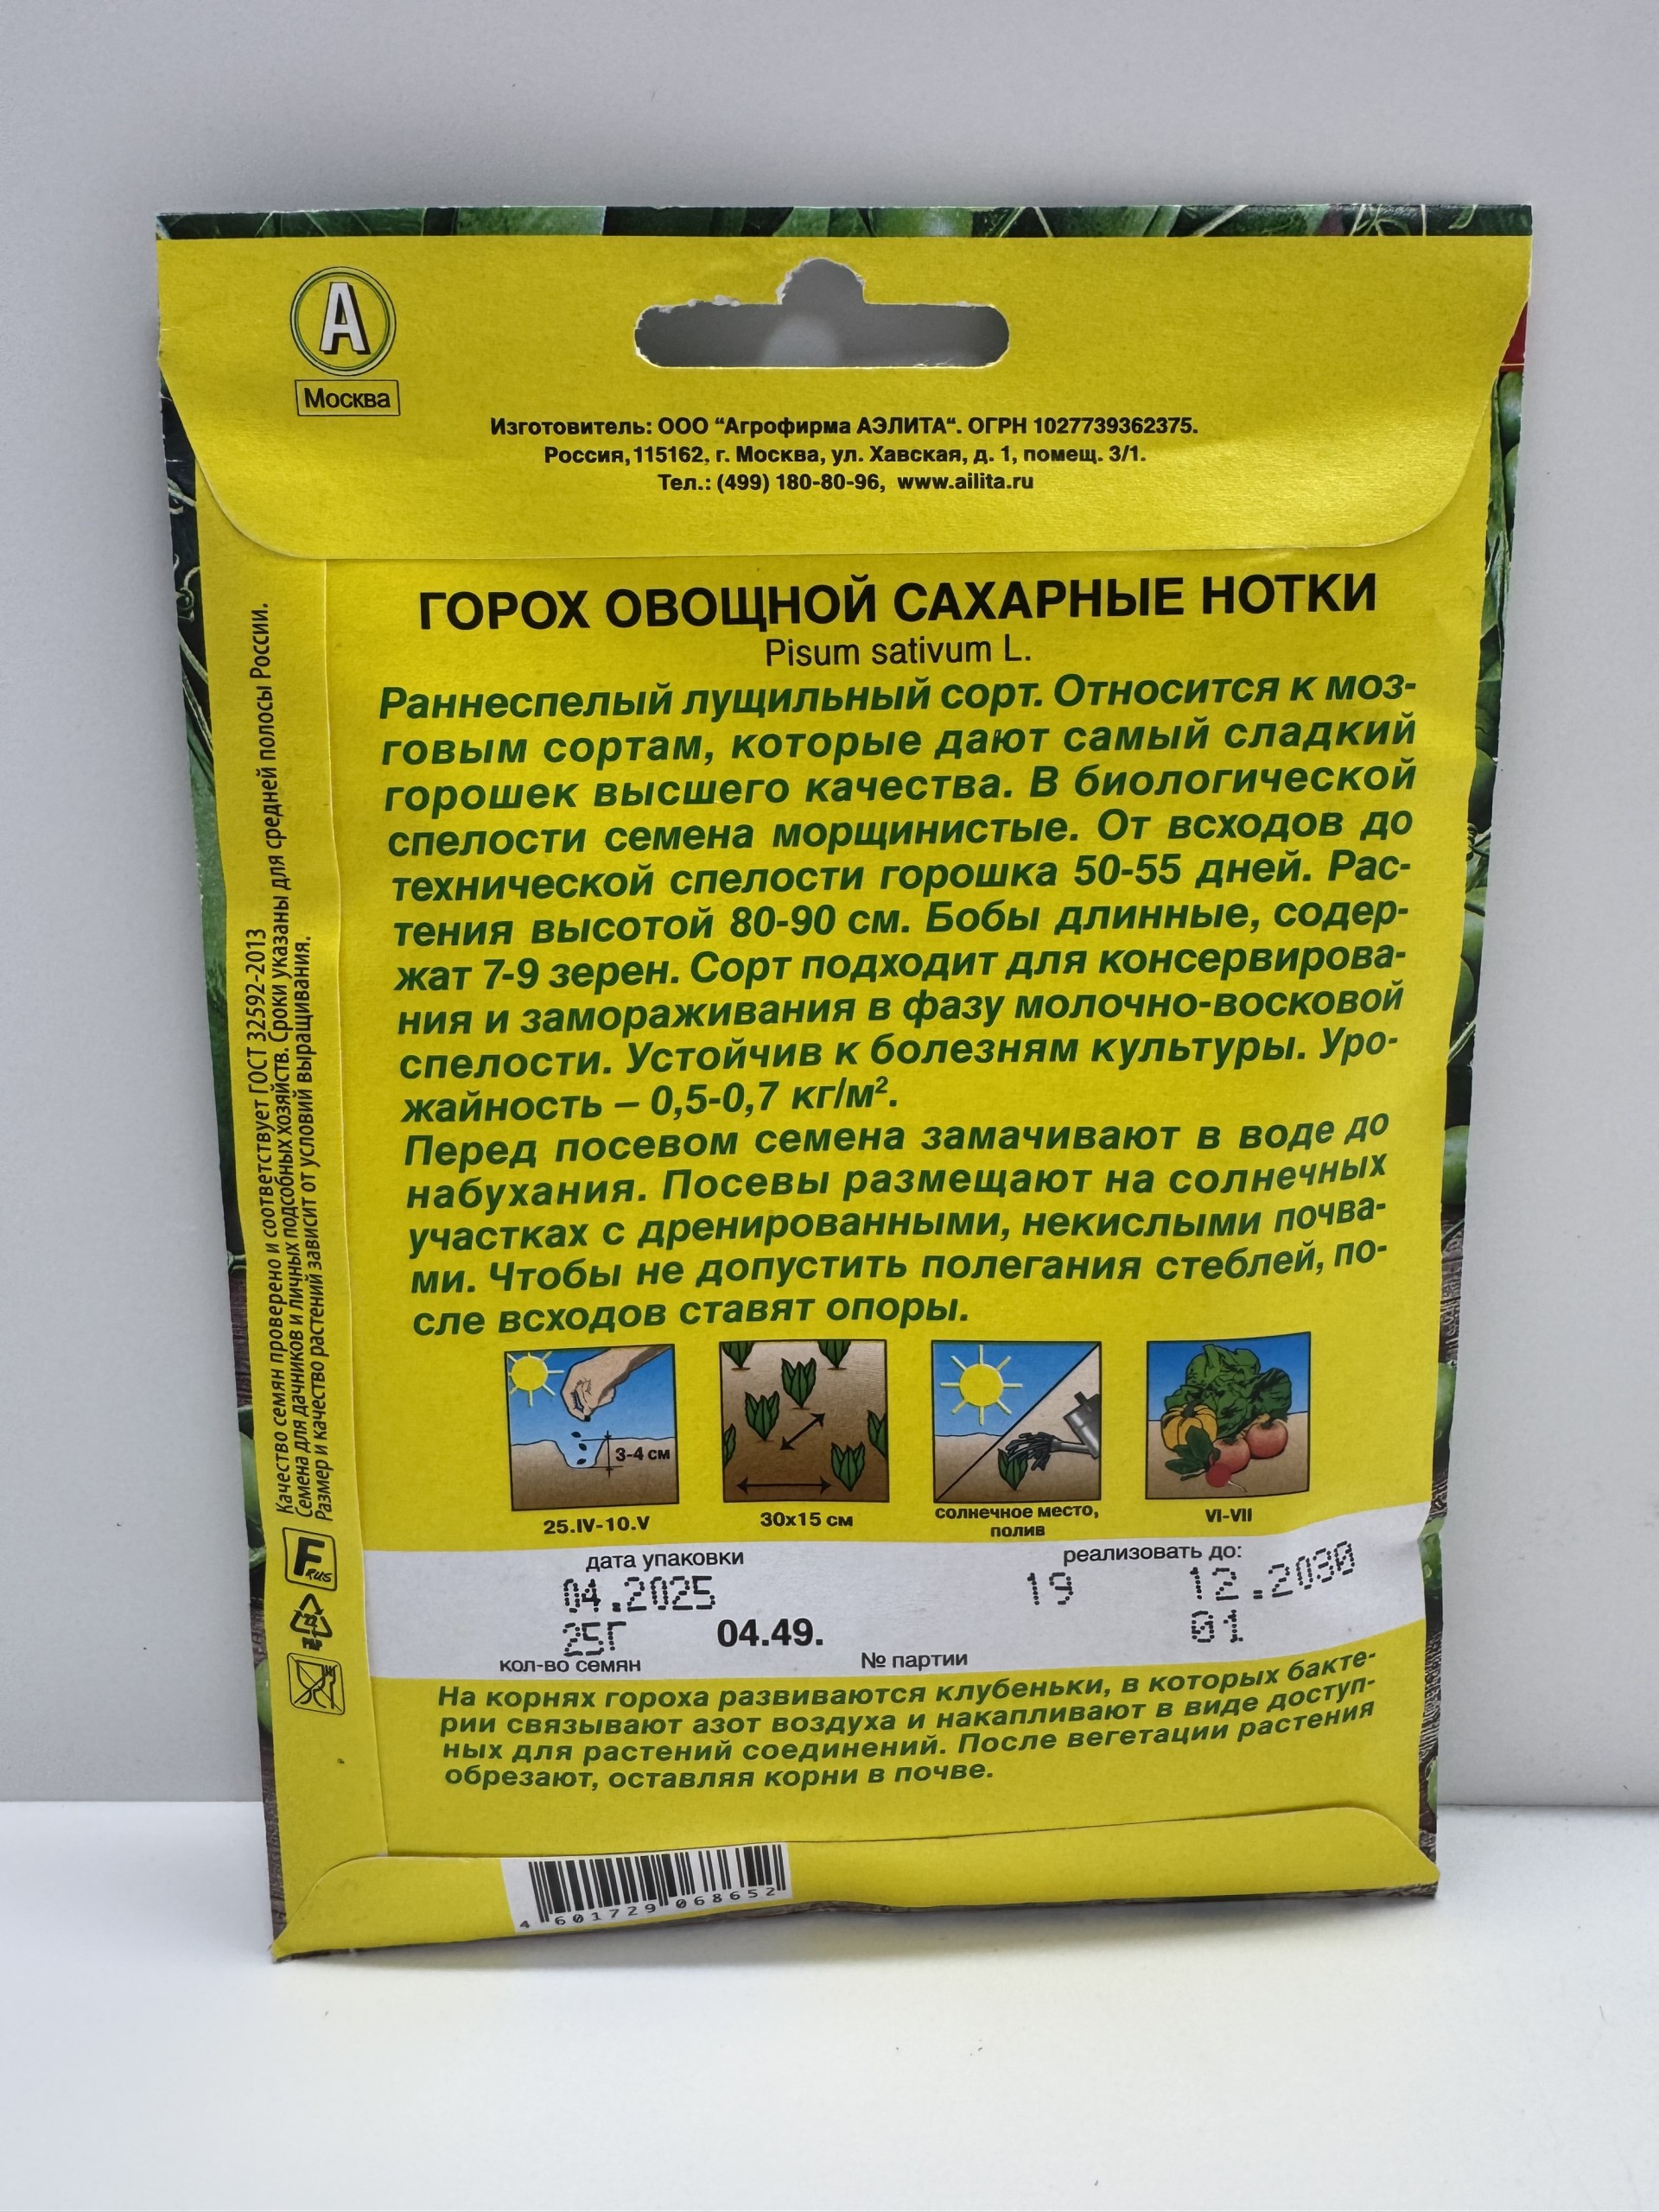 А
Москва
Изготовитель: ООО “Агрофирма АЭЛИТА“. ОГРН 1027739362375.
Россия,115162, г. Москва, ул. Хавская, д. 1, помещ. 3/1.
Тел.: (499) 180-80-96, www.ailita.ru
ГОРОХ ОВОЩНОЙ САХАРНЫЕ НОТКИ
Pisum sativum L.
Раннеспелый лущильный сорт. Относится к моз-
говым сортам, которые дают самый сладкий
горошек высшего качества. В биологической
спелости семена морщинистые. От всходов до
технической спелости горошка 50-55 дней. Рас-
тения высотой 80-90 см. Бобы длинные, содер-
жат 7-9 зерен. Сорт подходит для консервирова-
ния и замораживания в фазу молочно-восковой
спелости. Устойчив к болезням культуры. Уро-
жайность – 0,5-0,7 кг/м².
Перед посевом семена замачивают в воде до
набухания. Посевы размещают на солнечных
участках с дренированными, некислыми почва-
ми. Чтобы не допустить полегания стеблей, по-
сле всходов ставят опоры.
3-4 см
25.IV-10.V
30x15 см
солнечное место,
полив
VI-VII
дата упаковки
реализовать до:
04.2025
19
12.2030
25Г
04.49.
01
кол-во семян
№ партии
На корнях гороха развиваются клубеньки, в которых бакте-
рии связывают азот воздуха и накапливают в виде доступ-
ных для растений соединений. После вегетации растения
обрезают, оставляя корни в почве.
4 601729 068652
Качество семян проверено и соответствует ГОСТ 32592-2013
Семена для дачников и личных подсобных хозяйств. Сроки указаны для средней полосы России.
Размер и качество растений зависит от условий выращивания.
F
RUS
22